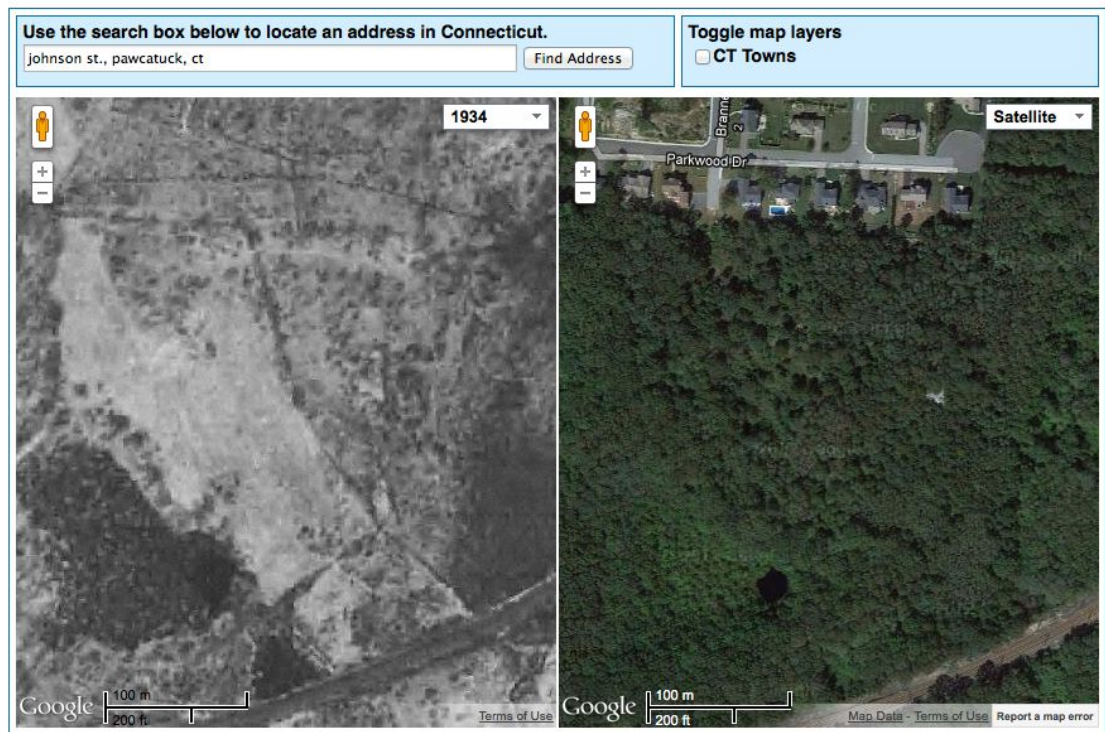 Use the search box below to locate an address in Connecticut.
johnson st., pawcatuck, ct
Find Address
Toggle map layers
CT Towns
1934
Satellite
+
−
+
−
Branne
2
Parkwood Dr
Google
100 m
200 ft
Terms of Use
Google
100 m
200 ft
Map Data - Terms of Use
Report a map error